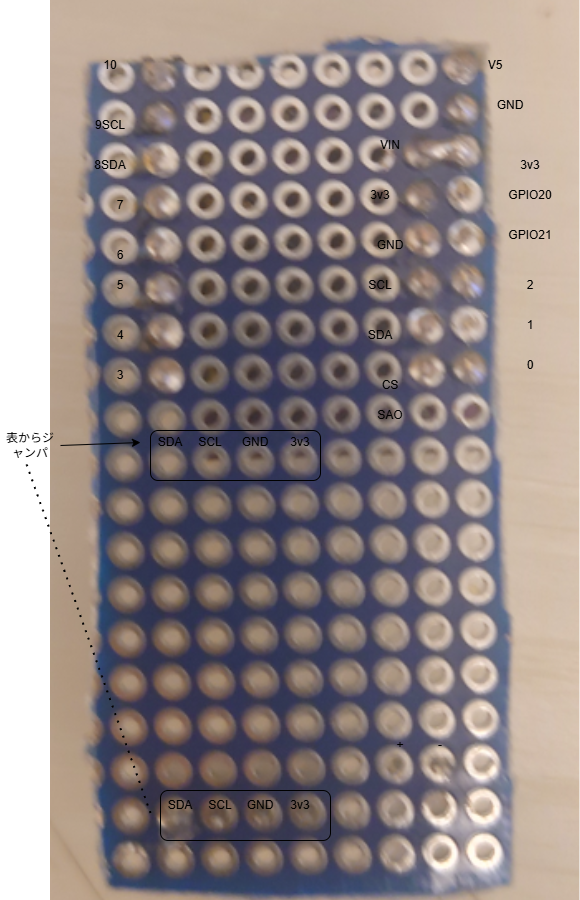 10
V5
GND
9SCL
VIN
8SDA
3v3
7
3v3
GPIO20
GPIO21
6
GND
5
SCL
2
4
SDA
1
3
CS
0
SAO
表からジ
ャンパ
SDA SCL GND 3v3
+ -
SDA SCL GND 3v3